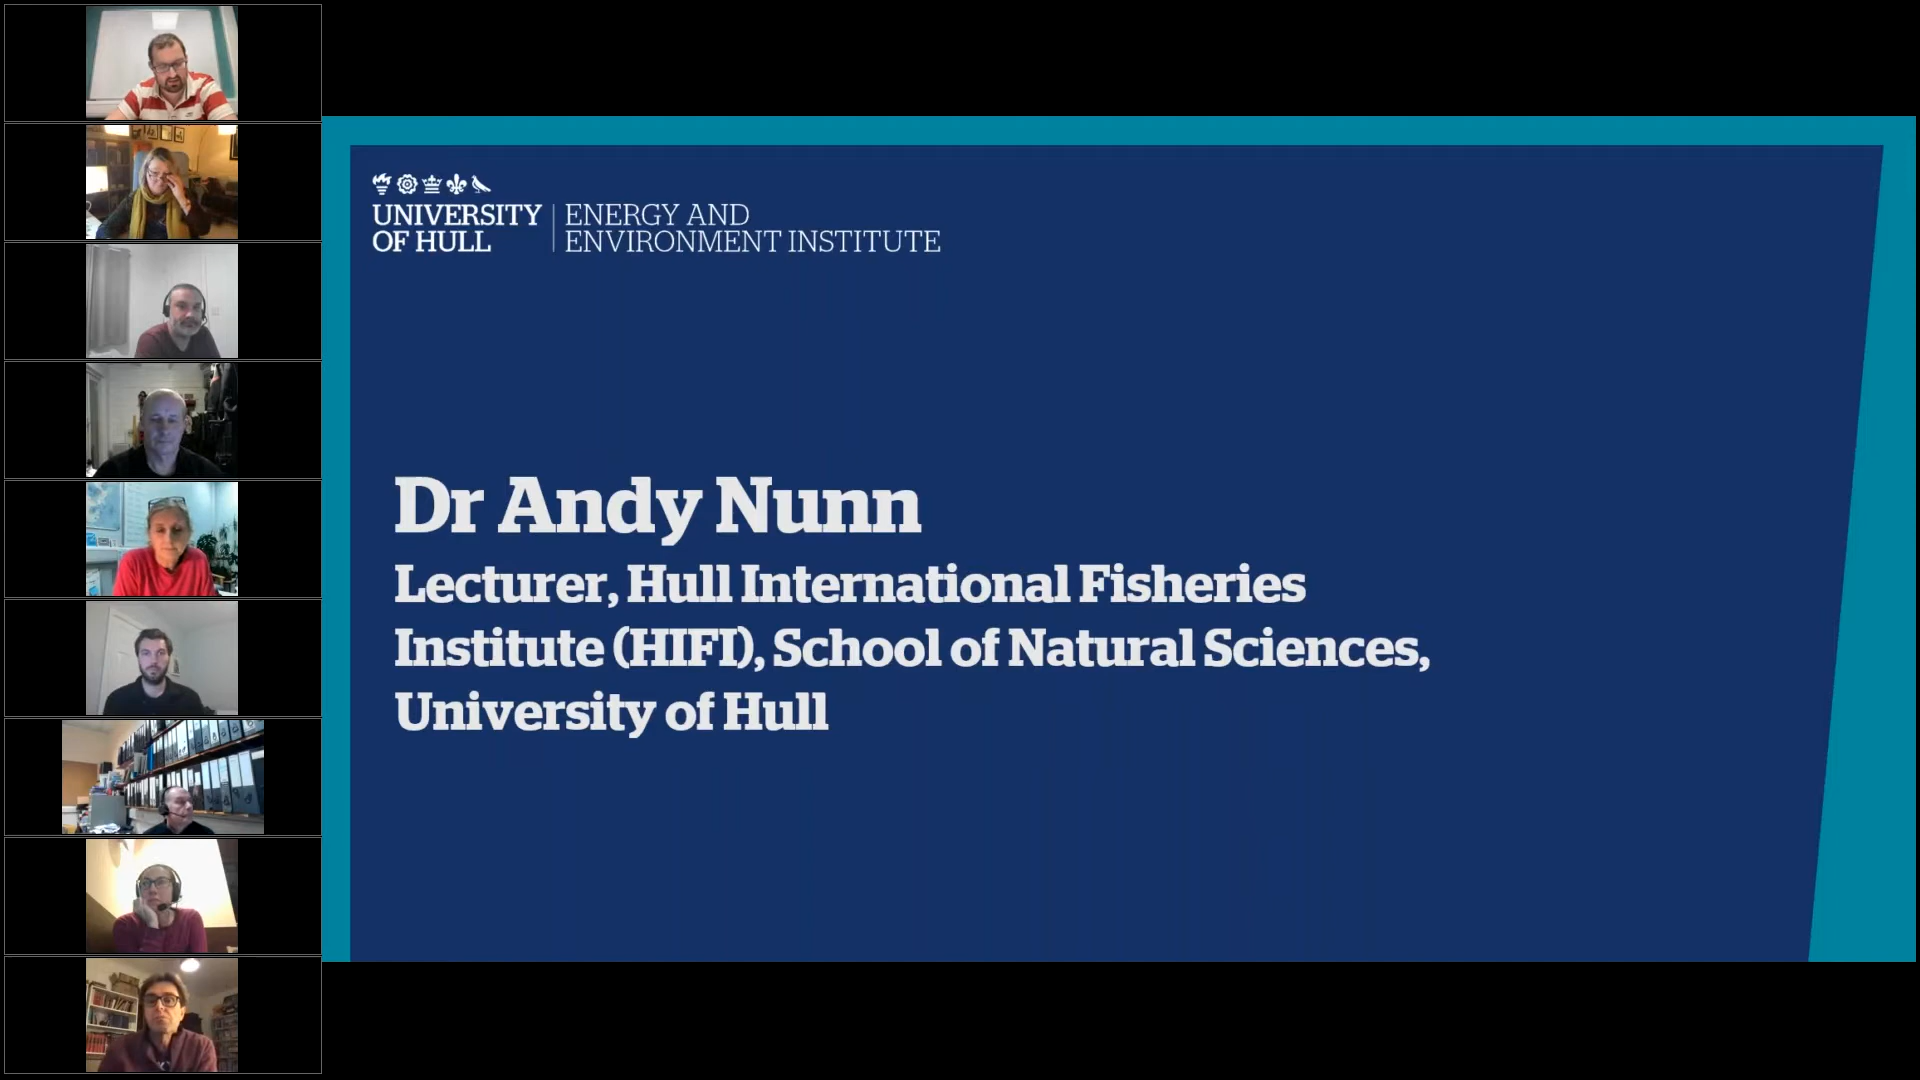 UNIVERSITY
OF HULL
ENERGY AND
ENVIRONMENT INSTITUTE
Dr Andy Nunn
Lecturer, Hull International Fisheries
Institute (HIFI), School of Natural Sciences,
University of Hull